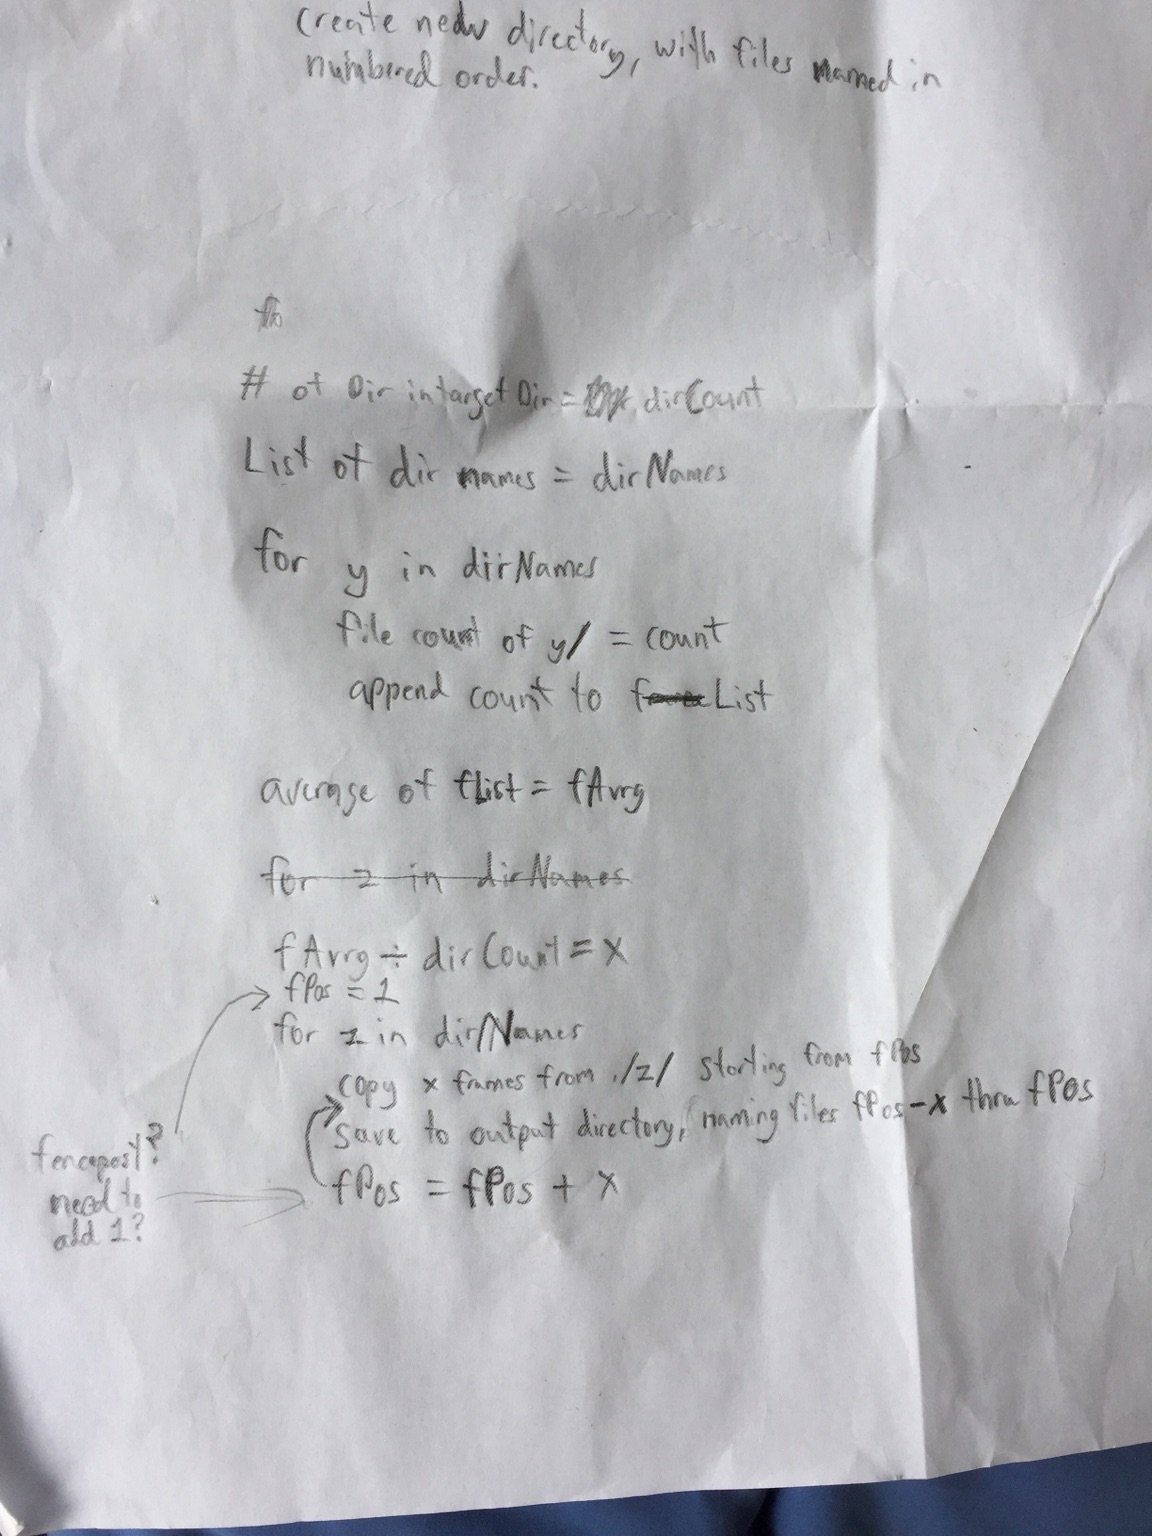 create new directory, with files named in
numbered order.
# of Dir in target Dir = dirCount
List of dir names = dirNames
for y in dirNames
file count of y/ = count
append count to fList
average of fList = fAvrg
for z in dirNames
fAvrg ÷ dirCount = x
fPos = 1
for z in dirNames
copy x frames from ./z/ starting from fPos
save to output directory, naming files fPos-x thru fPos
fPos = fPos + x
fencepost?
need to
add 1?